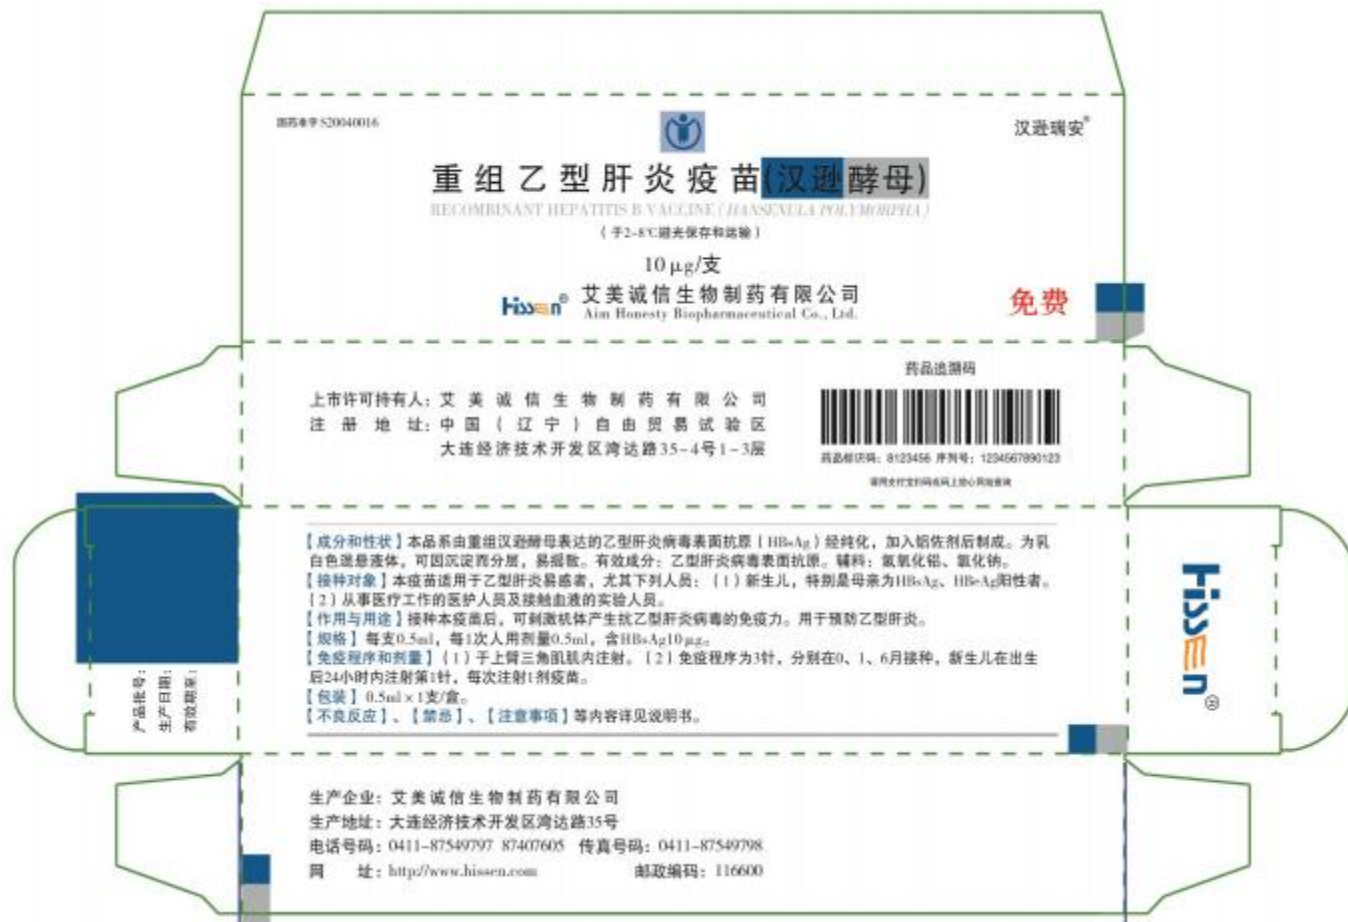 国药准字S20040016
汉逊瑞安®
重组乙型肝炎疫苗(汉逊酵母)
RECOMBINANT HEPATITIS B VACCINE (HANSENULA POLYMORPHA)
(于2-8℃避光保存和运输)
10μg/支
Hissen® 艾美诚信生物制药有限公司
Aim Honesty Biopharmaceutical Co., Ltd.
免费
药品追溯码
上市许可持有人:艾美诚信生物制药有限公司
注册地址:中国(辽宁)自由贸易试验区
大连经济技术开发区湾达路35-4号1-3层
药品标识码:8123456 序列号:1234567890123
请用支付宝扫码或码上放心网站查询
【成分和性状】本品系由重组汉逊酵母表达的乙型肝炎病毒表面抗原(HBsAg)经纯化,加入铝佐剂后制成。为乳
白色混悬液体,可因沉淀而分层,易摇散。有效成分:乙型肝炎病毒表面抗原。辅料:氢氧化铝、氯化钠。
【接种对象】本疫苗适用于乙型肝炎易感者,尤其下列人员:(1)新生儿,特别是母亲为HBsAg、HBeAg阳性者。
(2)从事医疗工作的医护人员及接触血液的实验人员。
【作用与用途】接种本疫苗后,可刺激机体产生抗乙型肝炎病毒的免疫力。用于预防乙型肝炎。
【规格】每支0.5ml,每1次人用剂量0.5ml,含HBsAg10μg。
【免疫程序和剂量】(1)于上臂三角肌肌内注射。(2)免疫程序为3针,分别在0、1、6月接种,新生儿在出生
后24小时内注射第1针,每次注射1剂疫苗。
【包装】0.5ml×1支/盒。
【不良反应】、【禁忌】、【注意事项】等内容详见说明书。
产品批号:
生产日期:
有效期至:
Hissen®
生产企业:艾美诚信生物制药有限公司
生产地址:大连经济技术开发区湾达路35号
电话号码:0411-87549797 87407605 传真号码:0411-87549798
网 址:http://www.hissen.com 邮政编码:116600